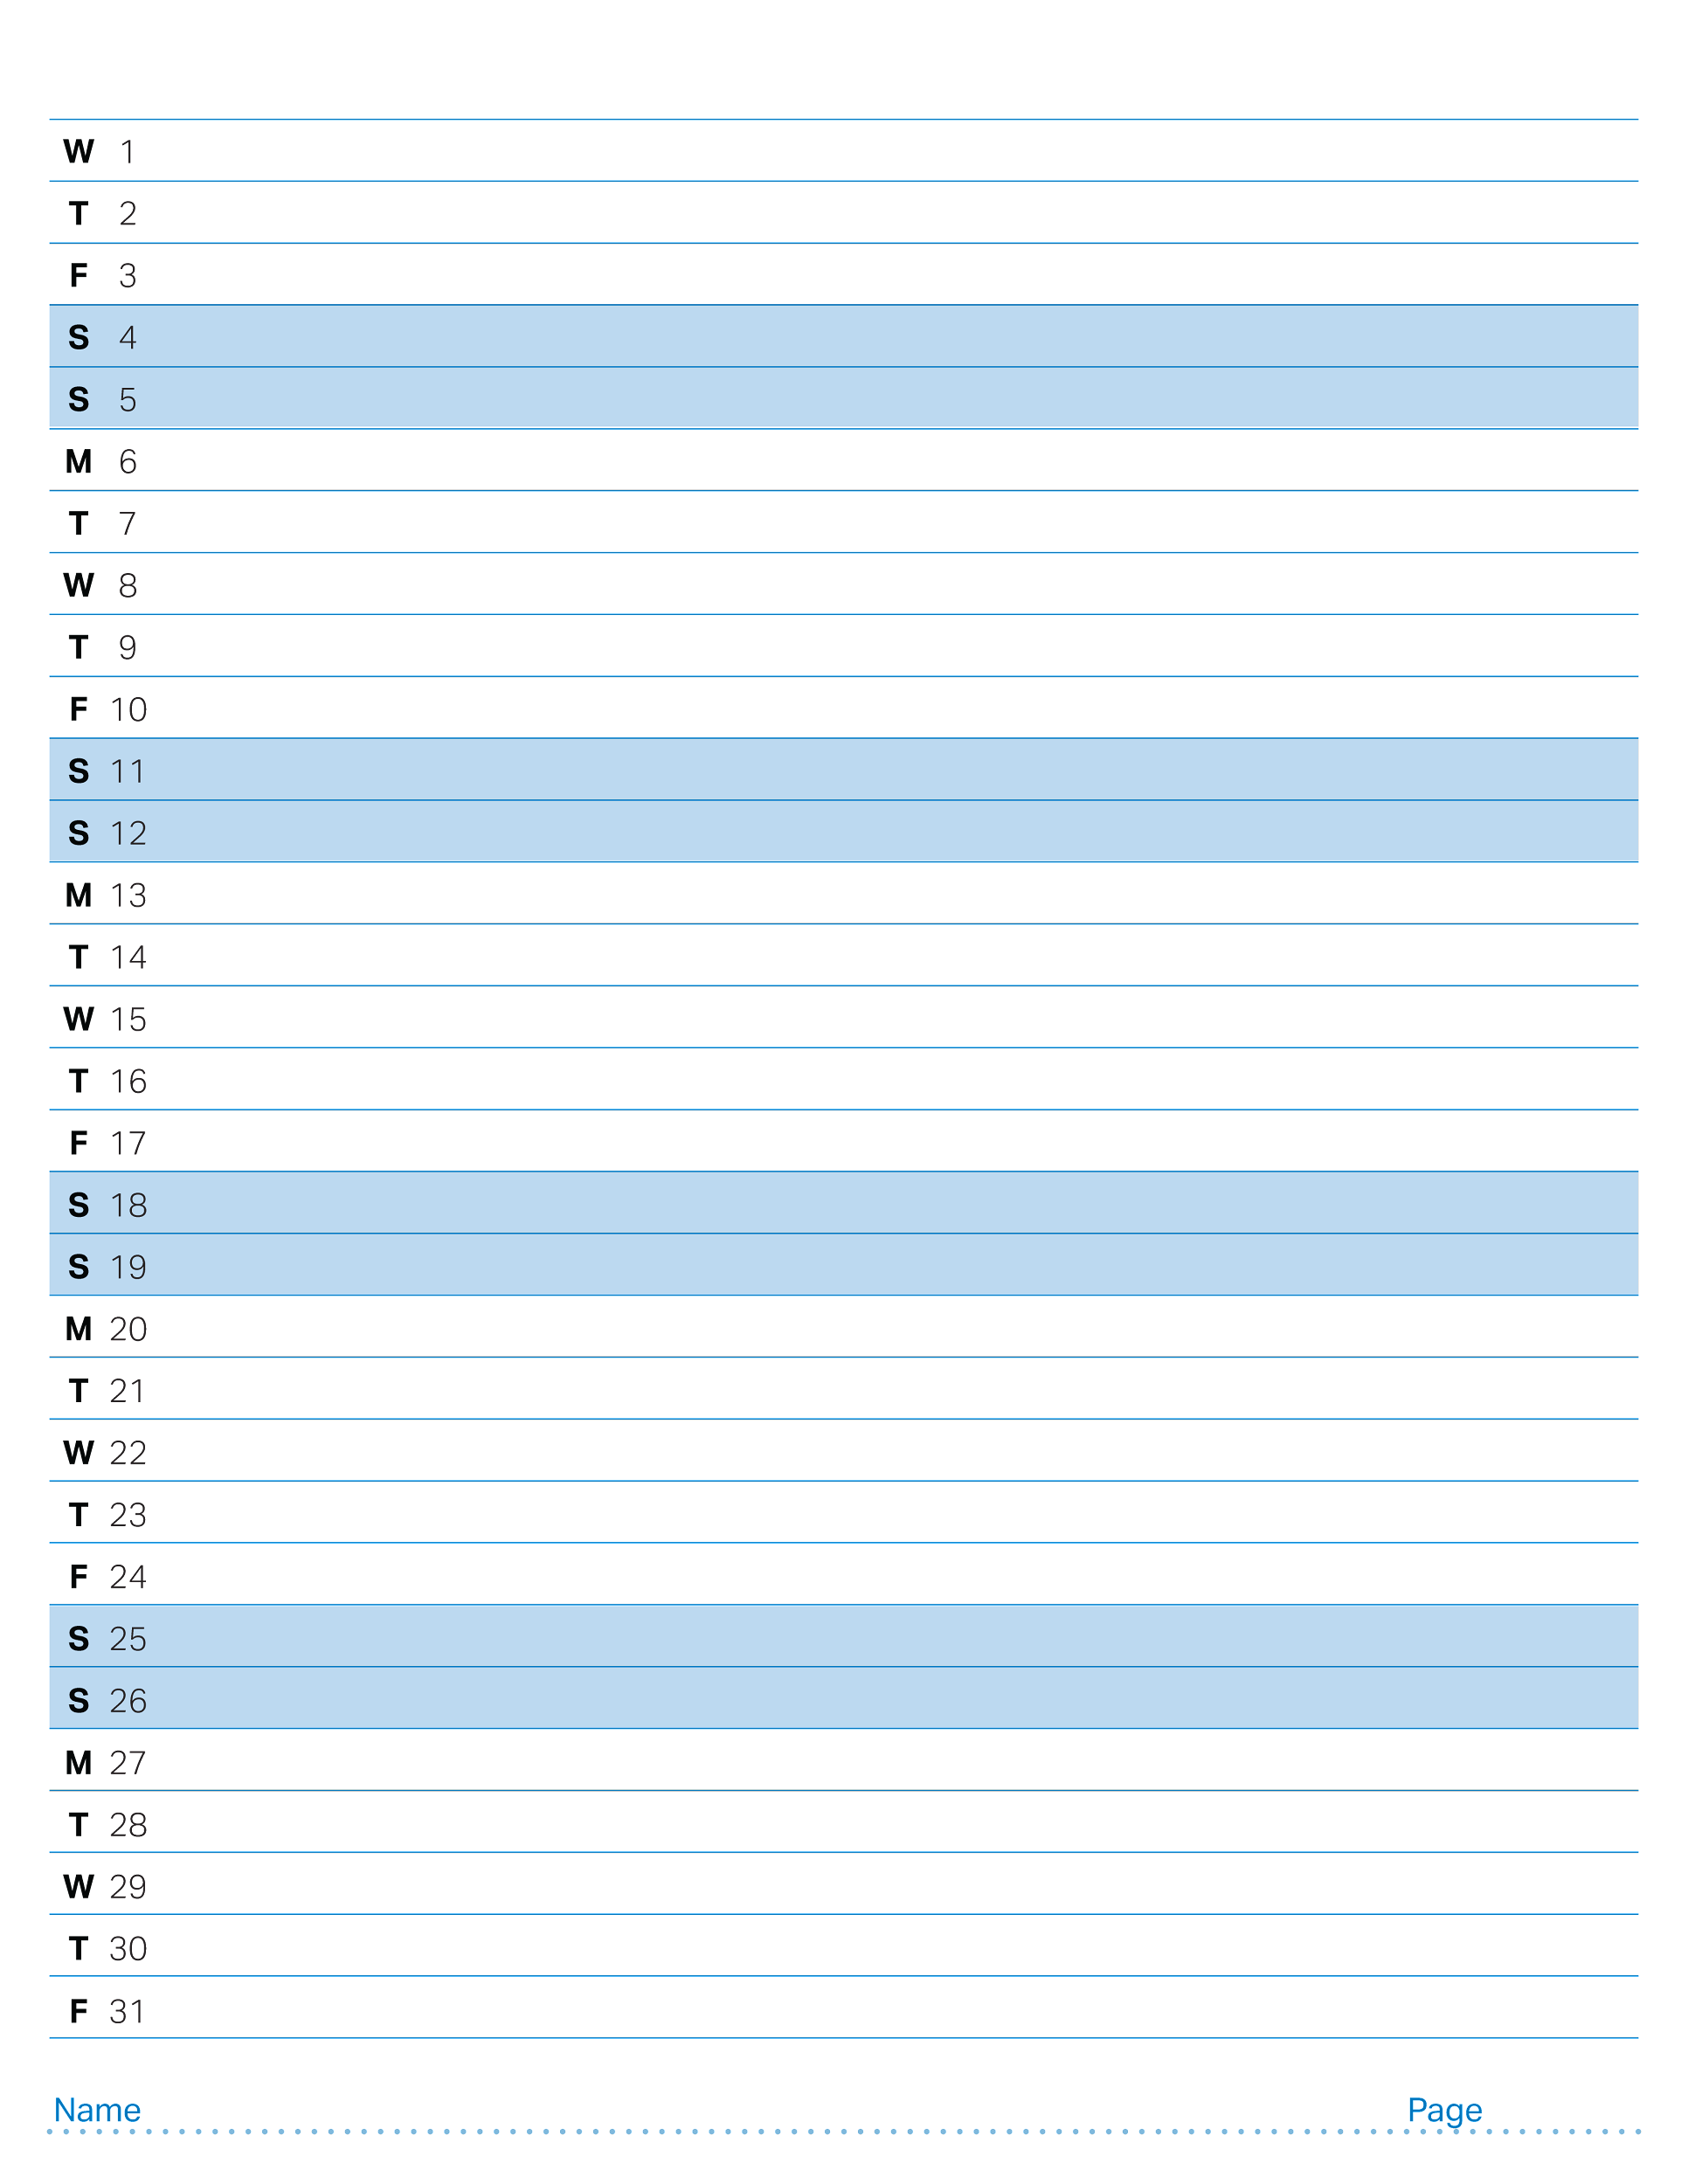 W 1
T 2
F 3
S 4
S 5
M 6
T 7
W 8
T 9
F 10
S 11
S 12
M 13
T 14
W 15
T 16
F 17
S 18
S 19
M 20
T 21
W 22
T 23
F 24
S 25
S 26
M 27
T 28
W 29
T 30
F 31
Name Page